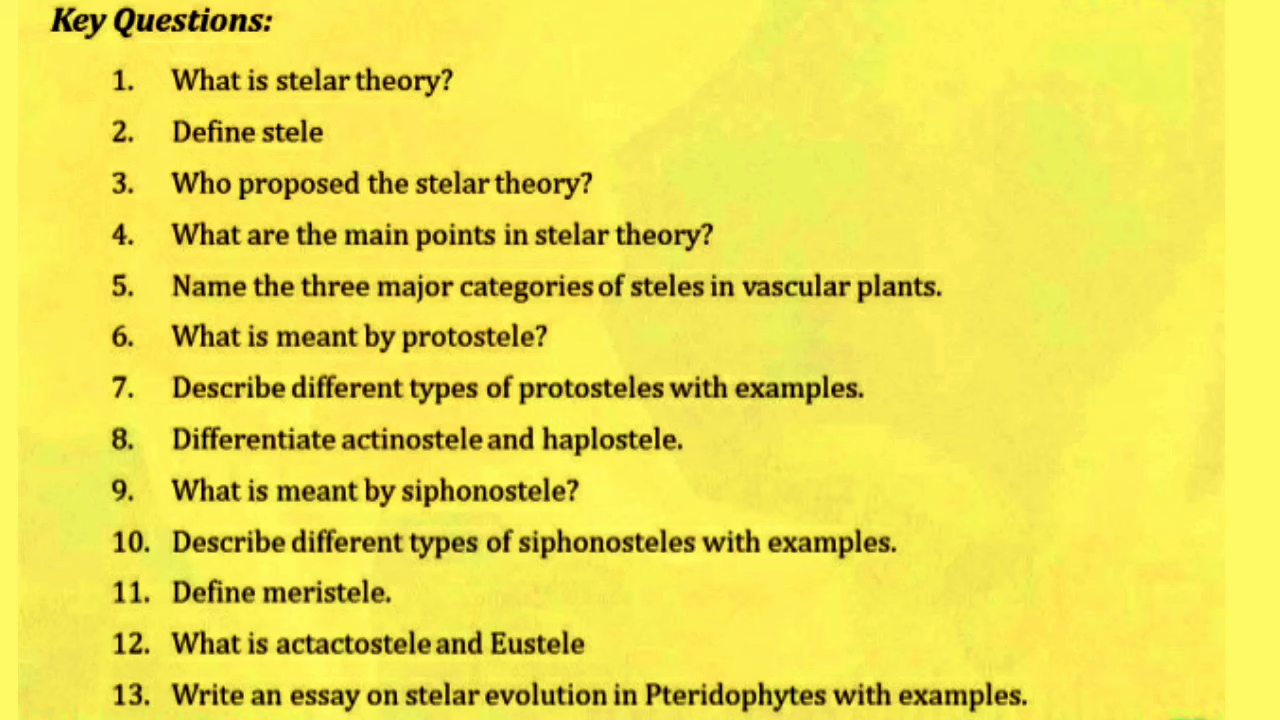 Key Questions:
1. What is stelar theory?
2. Define stele
3. Who proposed the stelar theory?
4. What are the main points in stelar theory?
5. Name the three major categories of steles in vascular plants.
6. What is meant by protostele?
7. Describe different types of protosteles with examples.
8. Differentiate actinostele and haplostele.
9. What is meant by siphonostele?
10. Describe different types of siphonosteles with examples.
11. Define meristele.
12. What is actactostele and Eustele
13. Write an essay on stelar evolution in Pteridophytes with examples.